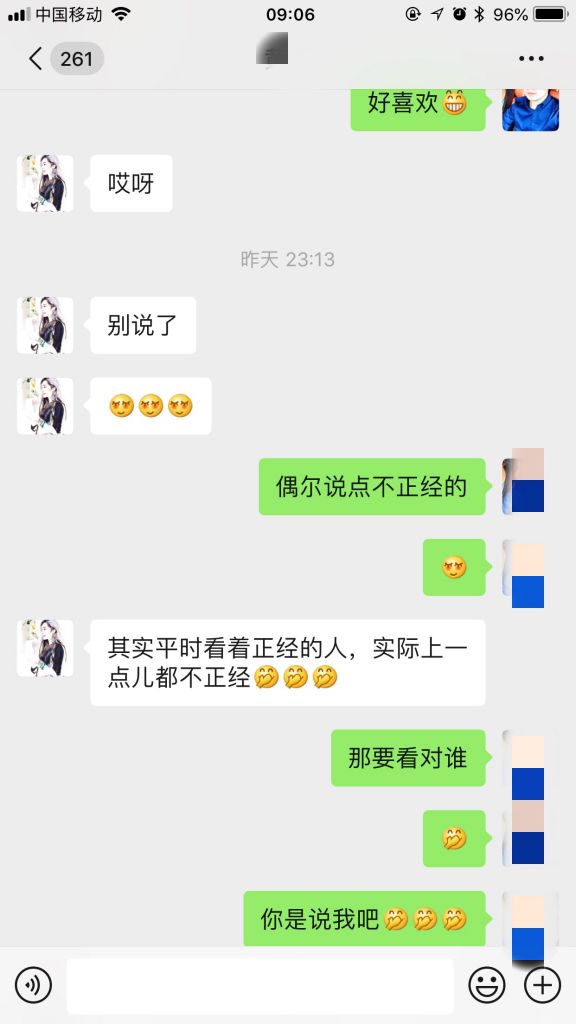 中国移动 09:06 96%
261
好喜欢😁
哎呀
昨天 23:13
别说了
偶尔说点不正经的
其实平时看着正经的人，实际上一
点儿都不正经🤭🤭🤭
那要看对谁
🤭
你是说我吧🤭🤭🤭